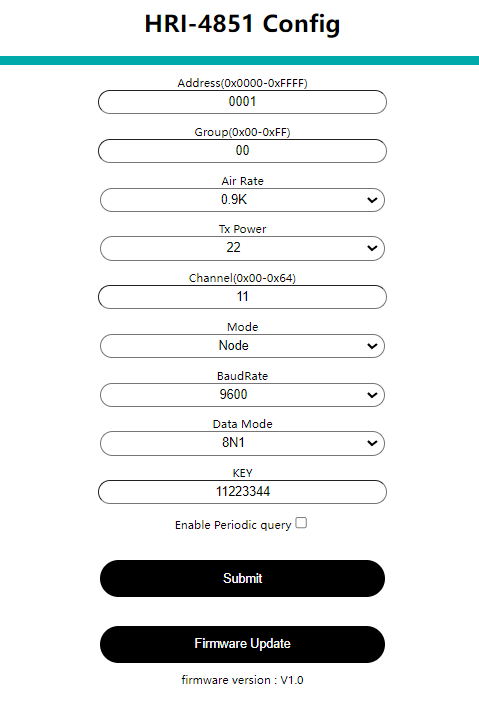 HRI-4851 Config
Address(0x0000-0xFFFF)
0001
Group(0x00-0xFF)
00
Air Rate
0.9K
Tx Power
22
Channel(0x00-0x64)
11
Mode
Node
BaudRate
9600
Data Mode
8N1
KEY
11223344
Enable Periodic query
Submit
Firmware Update
firmware version : V1.0